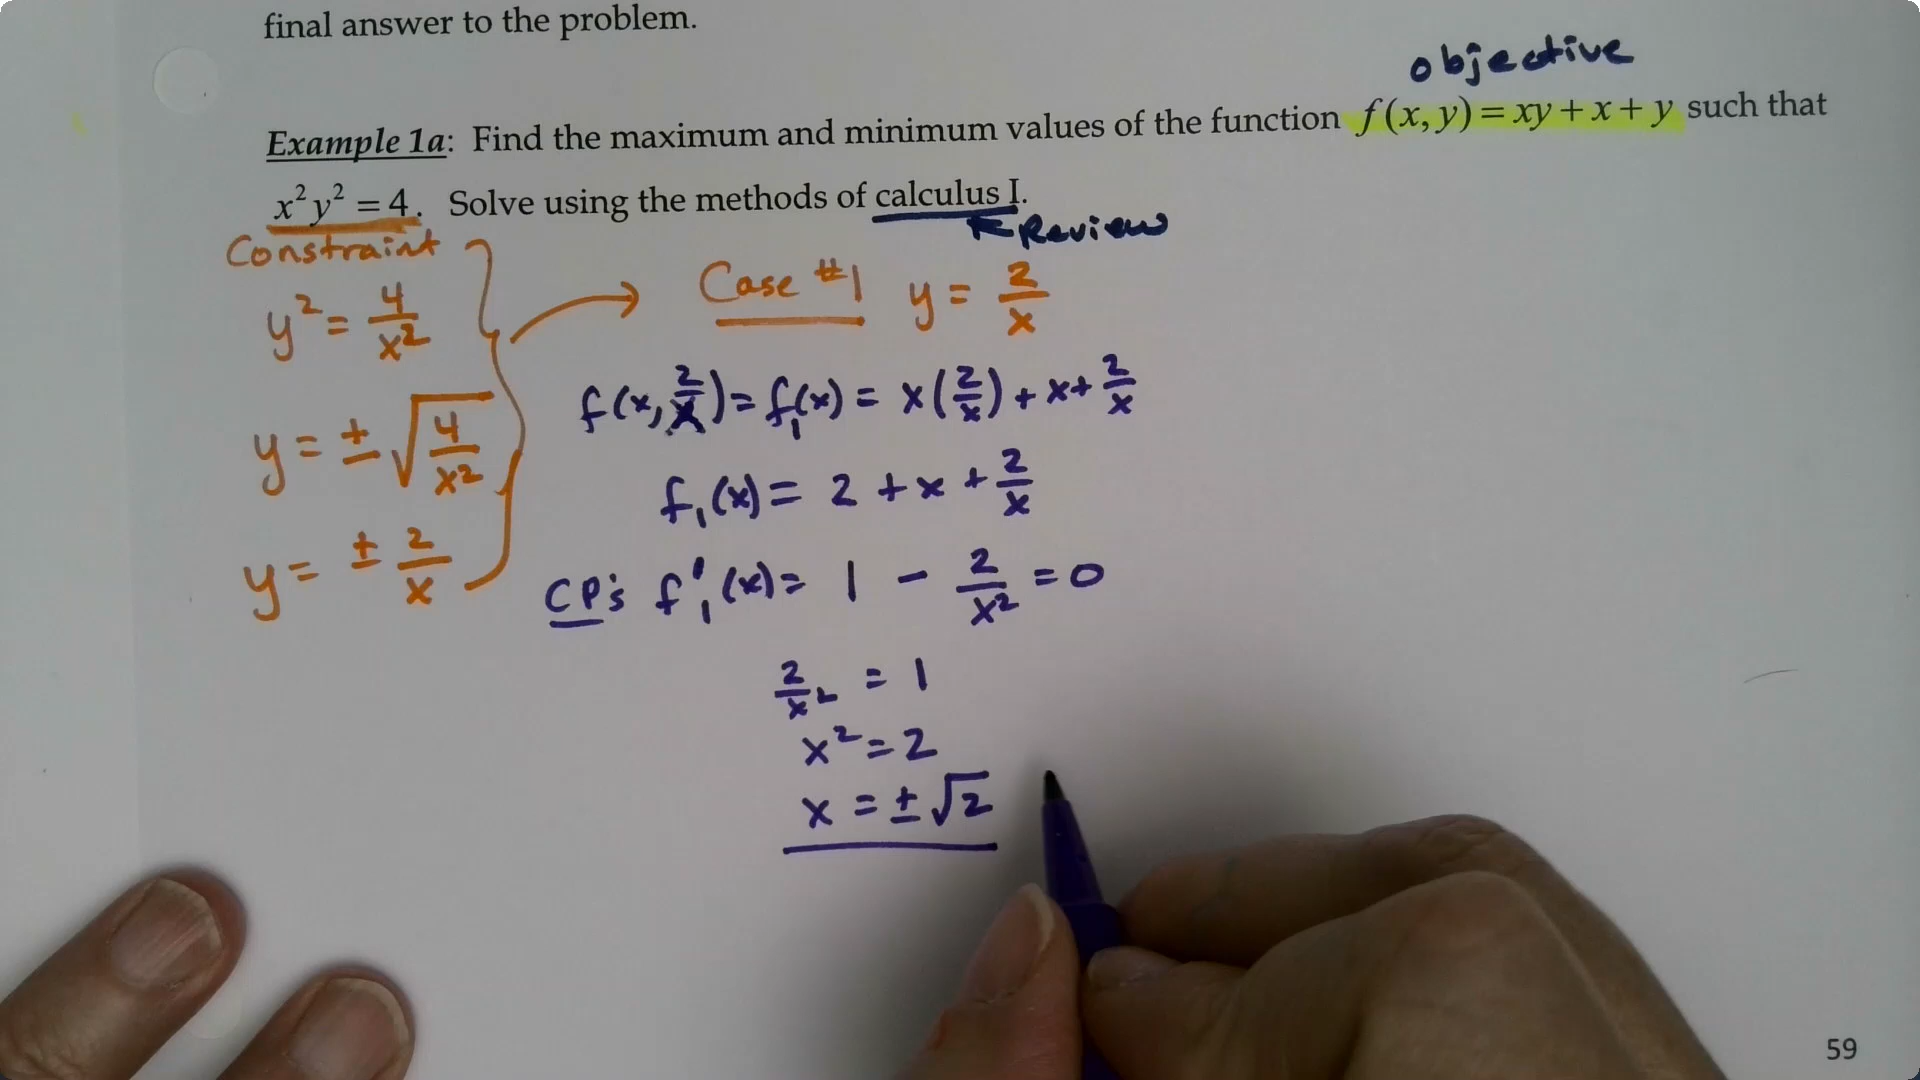 final answer to the problem.
objective
Example 1a: Find the maximum and minimum values of the function f(x, y) = xy + x + y such that
x²y² = 4. Solve using the methods of calculus I.
Review
Constraint
y² = 4/x²
y = ± √(4/x²)
y = ± 2/x
Case #1 y = 2/x
f(x, 2/x) = f₁(x) = x(2/x) + x + 2/x
f₁(x) = 2 + x + 2/x
CP's f₁'(x) = 1 - 2/x² = 0
2/x² = 1
x² = 2
x = ± √2
59